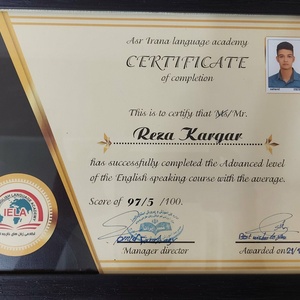 Asr Irana language academy
CERTIFICATE
of completion
This is to certify that Ms/Mr.
Reza Kargar
has successfully completed the Advanced level
of the English speaking course with the average.
Score of 97/5 /100.
IELA
Manager director
Awarded on